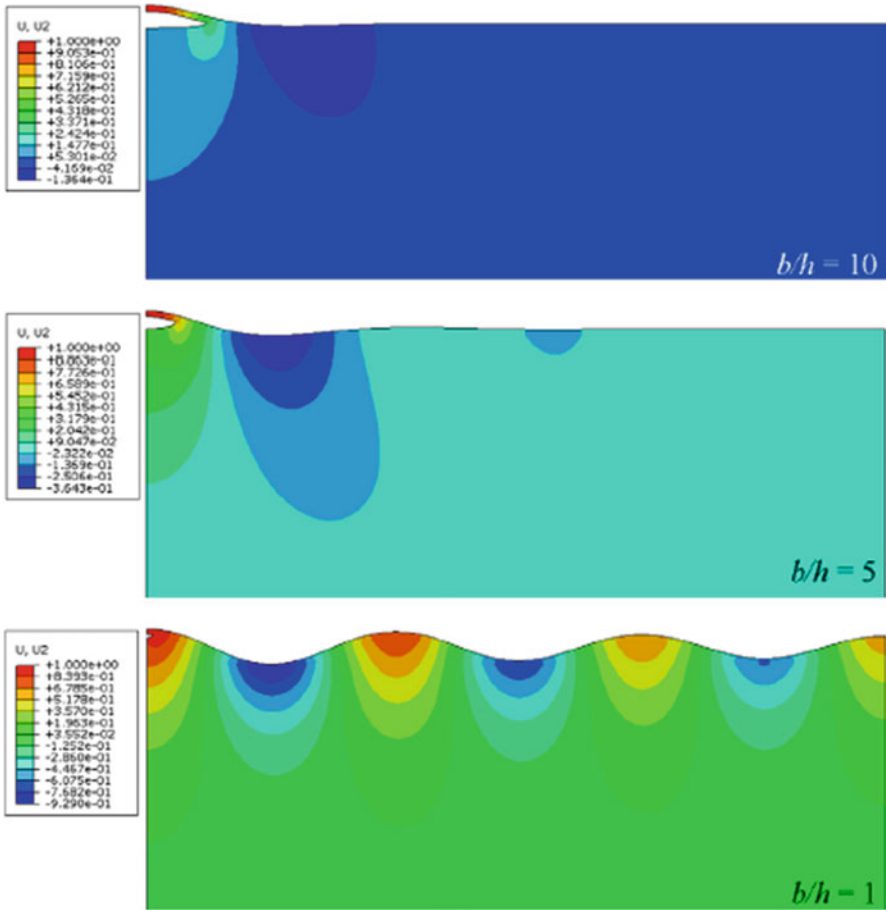 U, U2
+1.000e+00
+9.053e-01
+8.106e-01
+7.159e-01
+6.212e-01
+5.265e-01
+4.318e-01
+3.371e-01
+2.424e-01
+1.477e-01
+5.301e-02
-4.169e-02
-1.364e-01
b/h = 10
U, U2
+1.000e+00
+8.863e-01
+7.726e-01
+6.589e-01
+5.452e-01
+4.315e-01
+3.179e-01
+2.042e-01
+9.047e-02
-2.322e-02
-1.369e-01
-2.506e-01
-3.643e-01
b/h = 5
U, U2
+1.000e+00
+8.393e-01
+6.785e-01
+5.178e-01
+3.570e-01
+1.963e-01
+3.552e-02
-1.252e-01
-2.860e-01
-4.467e-01
-6.075e-01
-7.682e-01
-9.290e-01
b/h = 1